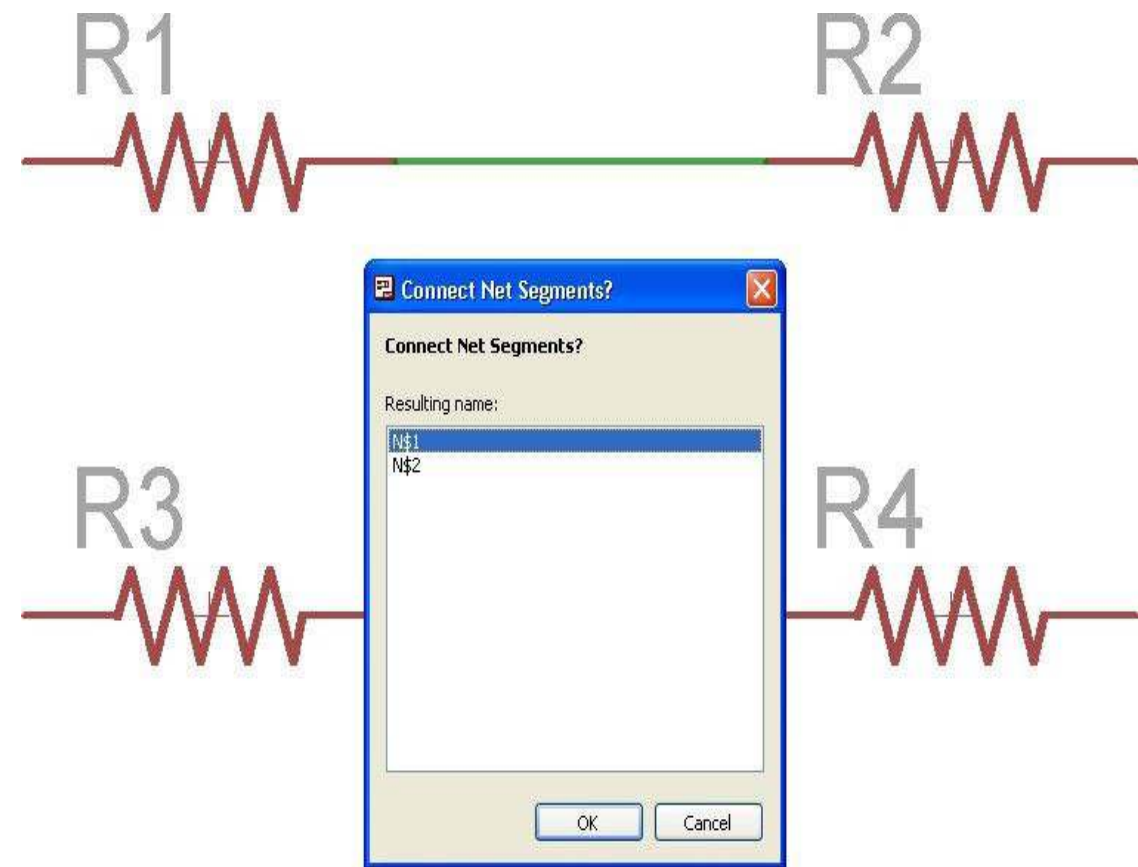 R1
R2
Connect Net Segments?
Connect Net Segments?
Resulting name:
N$1
N$2
R3
R4
OK
Cancel